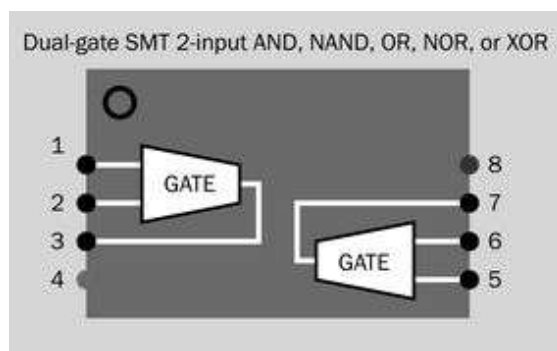 Dual-gate SMT 2-input AND, NAND, OR, NOR, or XOR
1
8
GATE
2
7
3
6
4
GATE
5